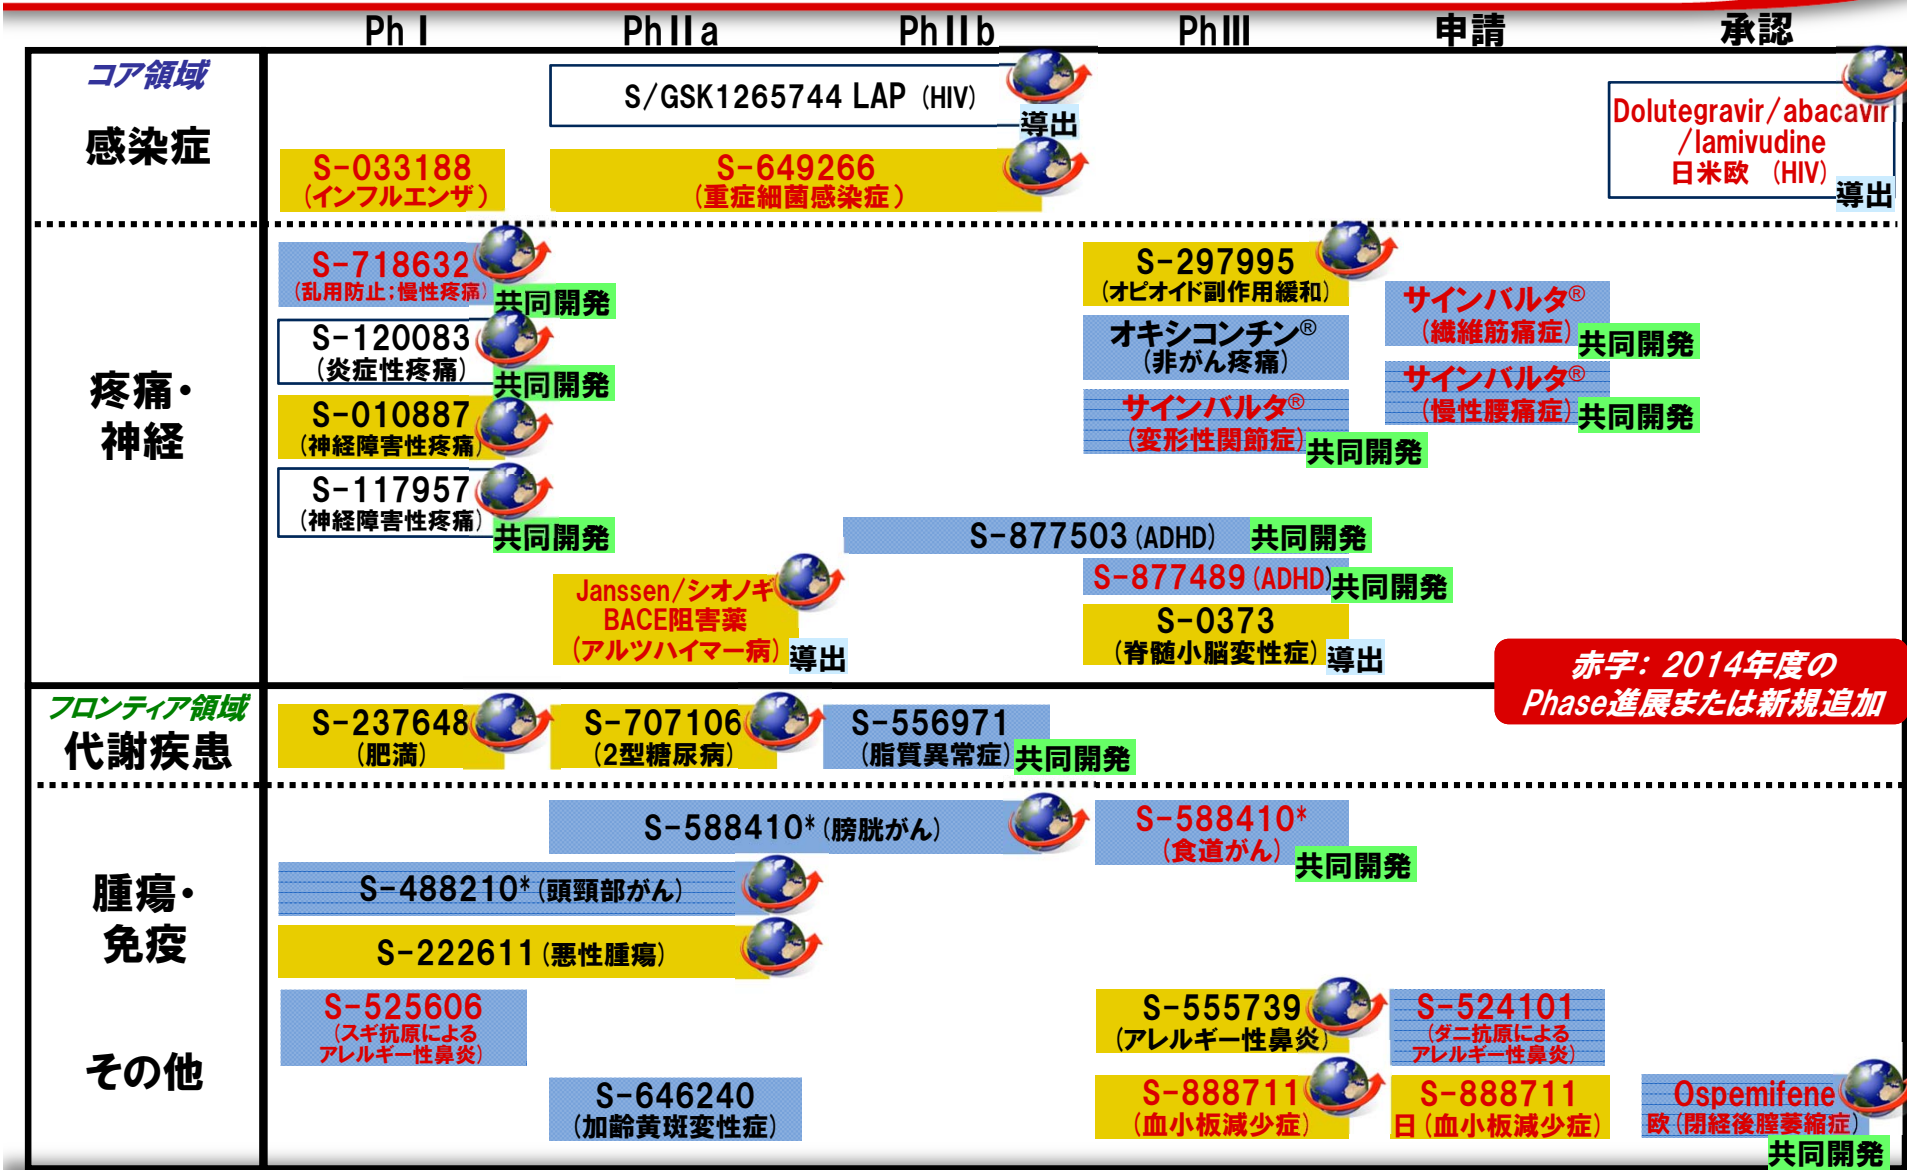 Ph I
Ph II a
Ph II b
Ph III
申請
承認
コア領域
感染症
S/GSK1265744 LAP (HIV)
導出
Dolutegravir/abacavir
/lamivudine
日米欧 (HIV)
導出
S-033188
(インフルエンザ)
S-649266
(重症細菌感染症)
疼痛・
神経
S-718632
(乱用防止;慢性疼痛)
共同開発
S-120083
(炎症性疼痛)
共同開発
S-010887
(神経障害性疼痛)
S-117957
(神経障害性疼痛)
共同開発
S-297995
(オピオイド副作用緩和)
オキシコンチン®
(非がん疼痛)
サインバルタ®
(変形性関節症)
共同開発
サインバルタ®
(繊維筋痛症)
共同開発
サインバルタ®
(慢性腰痛症)
共同開発
S-877503 (ADHD)
共同開発
S-877489 (ADHD)
共同開発
Janssen/シオノギ
BACE阻害薬
(アルツハイマー病)
導出
S-0373
(脊髄小脳変性症)
導出
赤字: 2014年度の
Phase進展または新規追加
フロンティア領域
代謝疾患
S-237648
(肥満)
S-707106
(2型糖尿病)
S-556971
(脂質異常症)
共同開発
腫瘍・
免疫
S-588410* (膀胱がん)
S-588410*
(食道がん)
共同開発
S-488210* (頭頸部がん)
S-222611 (悪性腫瘍)
その他
S-525606
(スギ抗原による
アレルギー性鼻炎)
S-555739
(アレルギー性鼻炎)
S-524101
(ダニ抗原による
アレルギー性鼻炎)
S-646240
(加齢黄斑変性症)
S-888711
(血小板減少症)
S-888711
日 (血小板減少症)
Ospemifene
欧 (閉経後膣萎縮症)
共同開発